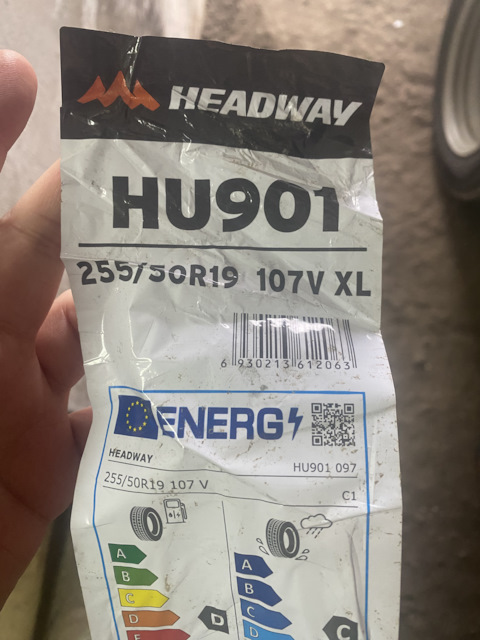 HEADWAY
HU901
255/50R19 107V XL
6 930213 612063
ENERG
HEADWAY HU901 097
255/50R19 107 V C1
A A
B B
C C
D D D C
E